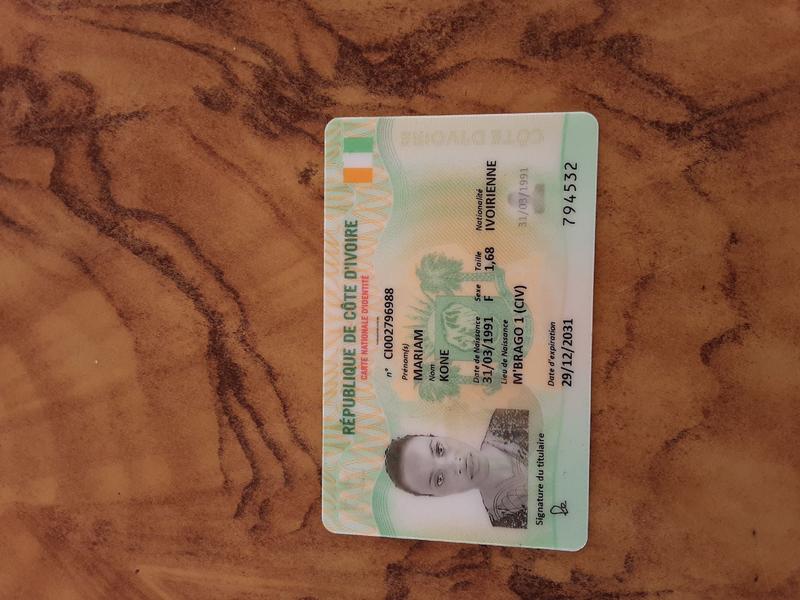 RÉPUBLIQUE DE CÔTE D'IVOIRE
CARTE NATIONALE D'IDENTITÉ
n° CI002796988
Prénom(s)
MARIAM
Nom
KONE
Date de Naissance Sexe Taille Nationalité
31/03/1991 F 1,68 IVOIRIENNE
Lieu de Naissance
M'BRAGO 1 (CIV)
31/03/1991
Date d'expiration
29/12/2031
794532
Signature du titulaire
CÔTE D'IVOIRE